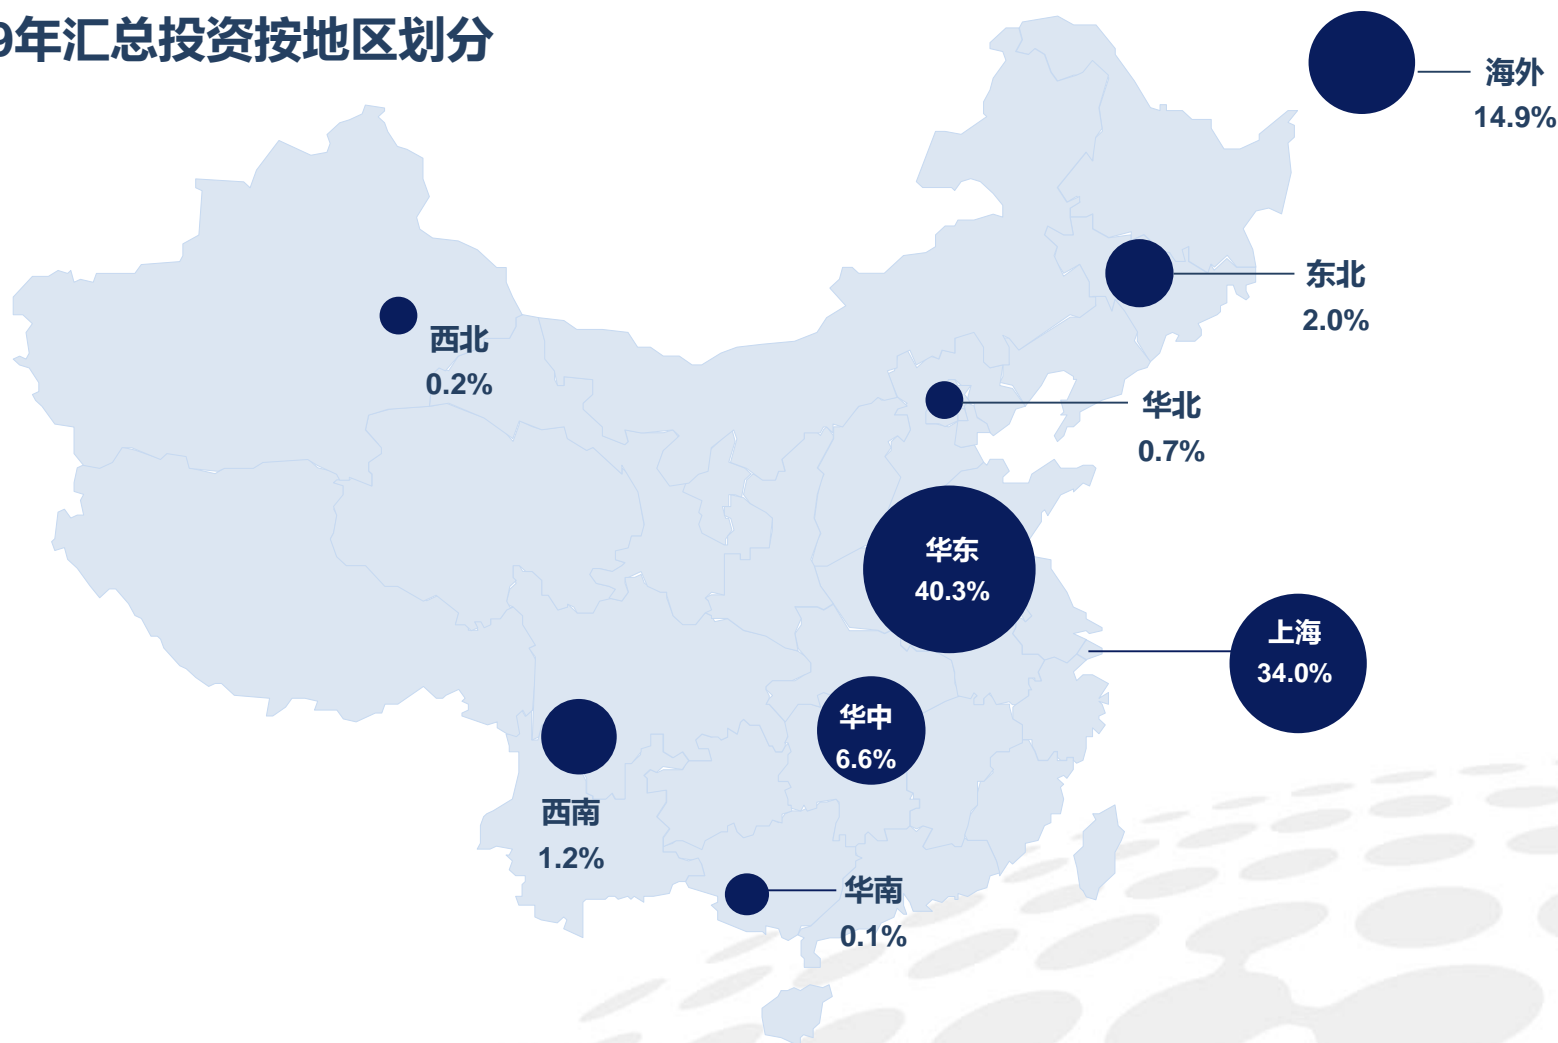 9年汇总投资按地区划分
海外
14.9%
东北
2.0%
西北
0.2%
华北
0.7%
华东
40.3%
上海
34.0%
华中
6.6%
西南
1.2%
华南
0.1%